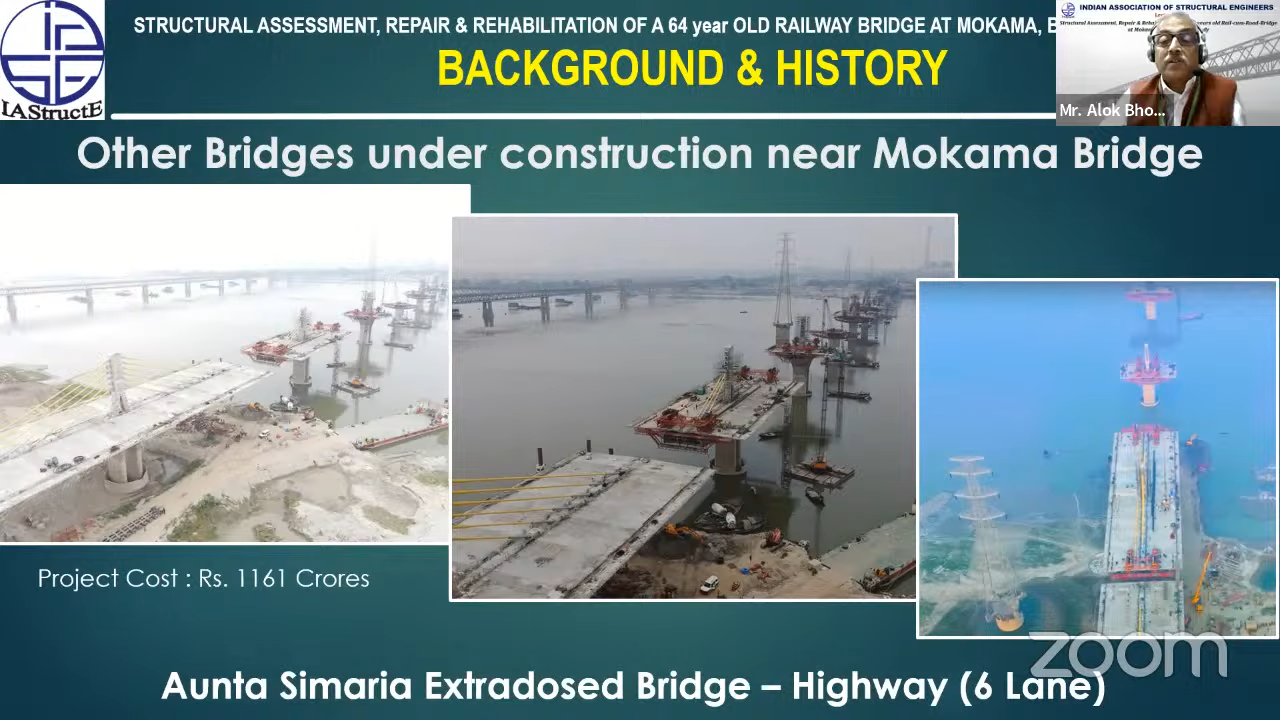 STRUCTURAL ASSESSMENT, REPAIR & REHABILITATION OF A 64 year OLD RAILWAY BRIDGE AT MOKAMA,
BACKGROUND & HISTORY
IAStructE
INDIAN ASSOCIATION OF STRUCTURAL ENGINEERS
Mr. Alok Bho...
Other Bridges under construction near Mokama Bridge
Project Cost : Rs. 1161 Crores
zoom
Aunta Simaria Extradosed Bridge – Highway (6 Lane)